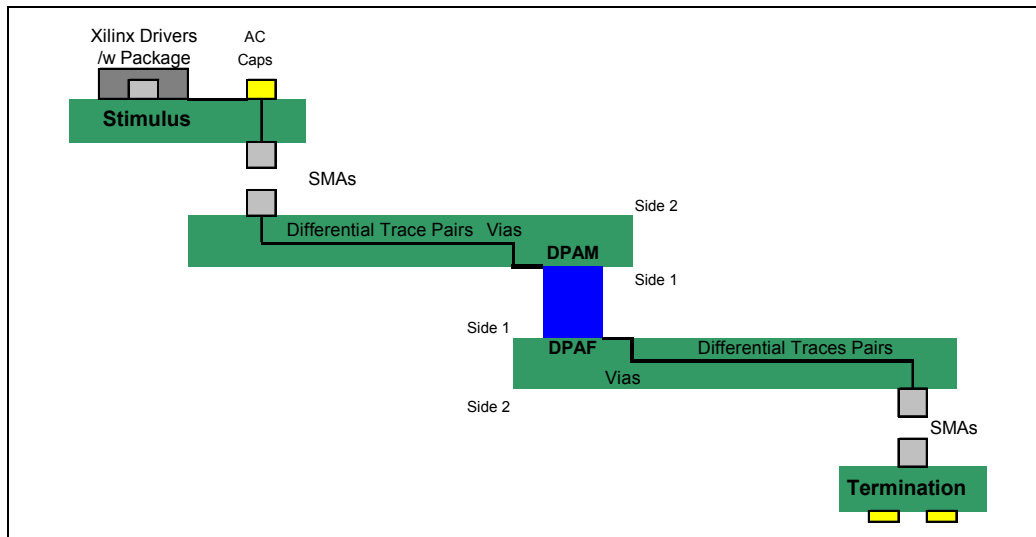 Xilinx Drivers
/w Package
AC
Caps
Stimulus
SMAs
Side 2
Differential Trace Pairs Vias
DPAM
Side 1
Side 1
DPAF
Differential Traces Pairs
Vias
Side 2
SMAs
Termination